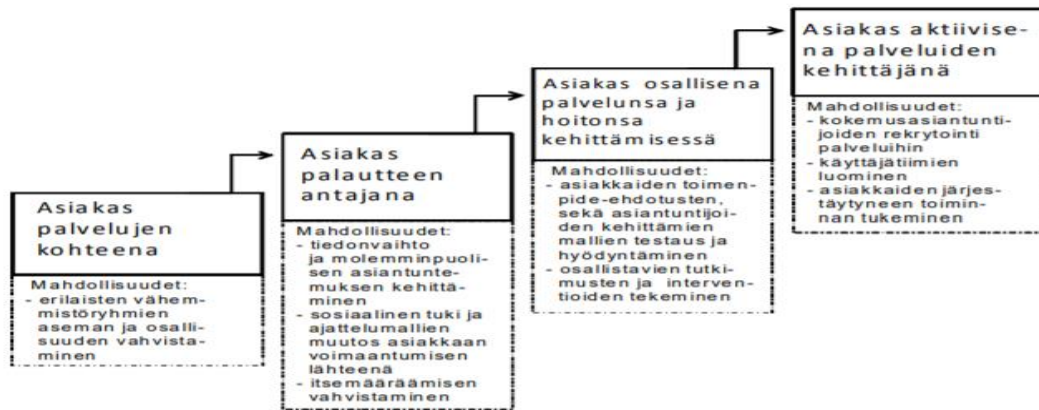 Asiakas
palvelujen
kohteena
Mahdollisuudet:
- erilaisten vähem-
mistöryhmien
aseman ja osalli-
suuden vahvista-
minen
Asiakas
palautteen
antajana
Mahdollisuudet:
- tiedonvaihto
ja molemminpuoli-
sen asiantunte-
muksen kehittä-
minen
- sosiaalinen tuki ja
ajattelumallien
muutos asiakkaan
voimaantumisen
lähteenä
- itsemääräämisen
vahvistaminen
Asiakas osallisena
palvelunsa ja
hoitonsa
kehittämisessä
Mahdollisuudet:
- asiakkaiden toimen-
pide-ehdotusten,
sekä asiantuntijoi-
den kehittämien
mallien testaus ja
hyödyntäminen
- osallistavien tutki-
musten ja interven-
tioiden tekeminen
Asiakas aktiivise-
na palveluiden
kehittäjänä
Mahdollisuudet:
- kokemusasiantunti-
joiden rekrytointi
palveluihin
- käyttäjätiimien
luominen
- asiakkaiden järjes-
täytyneen toimin-
nan tukeminen